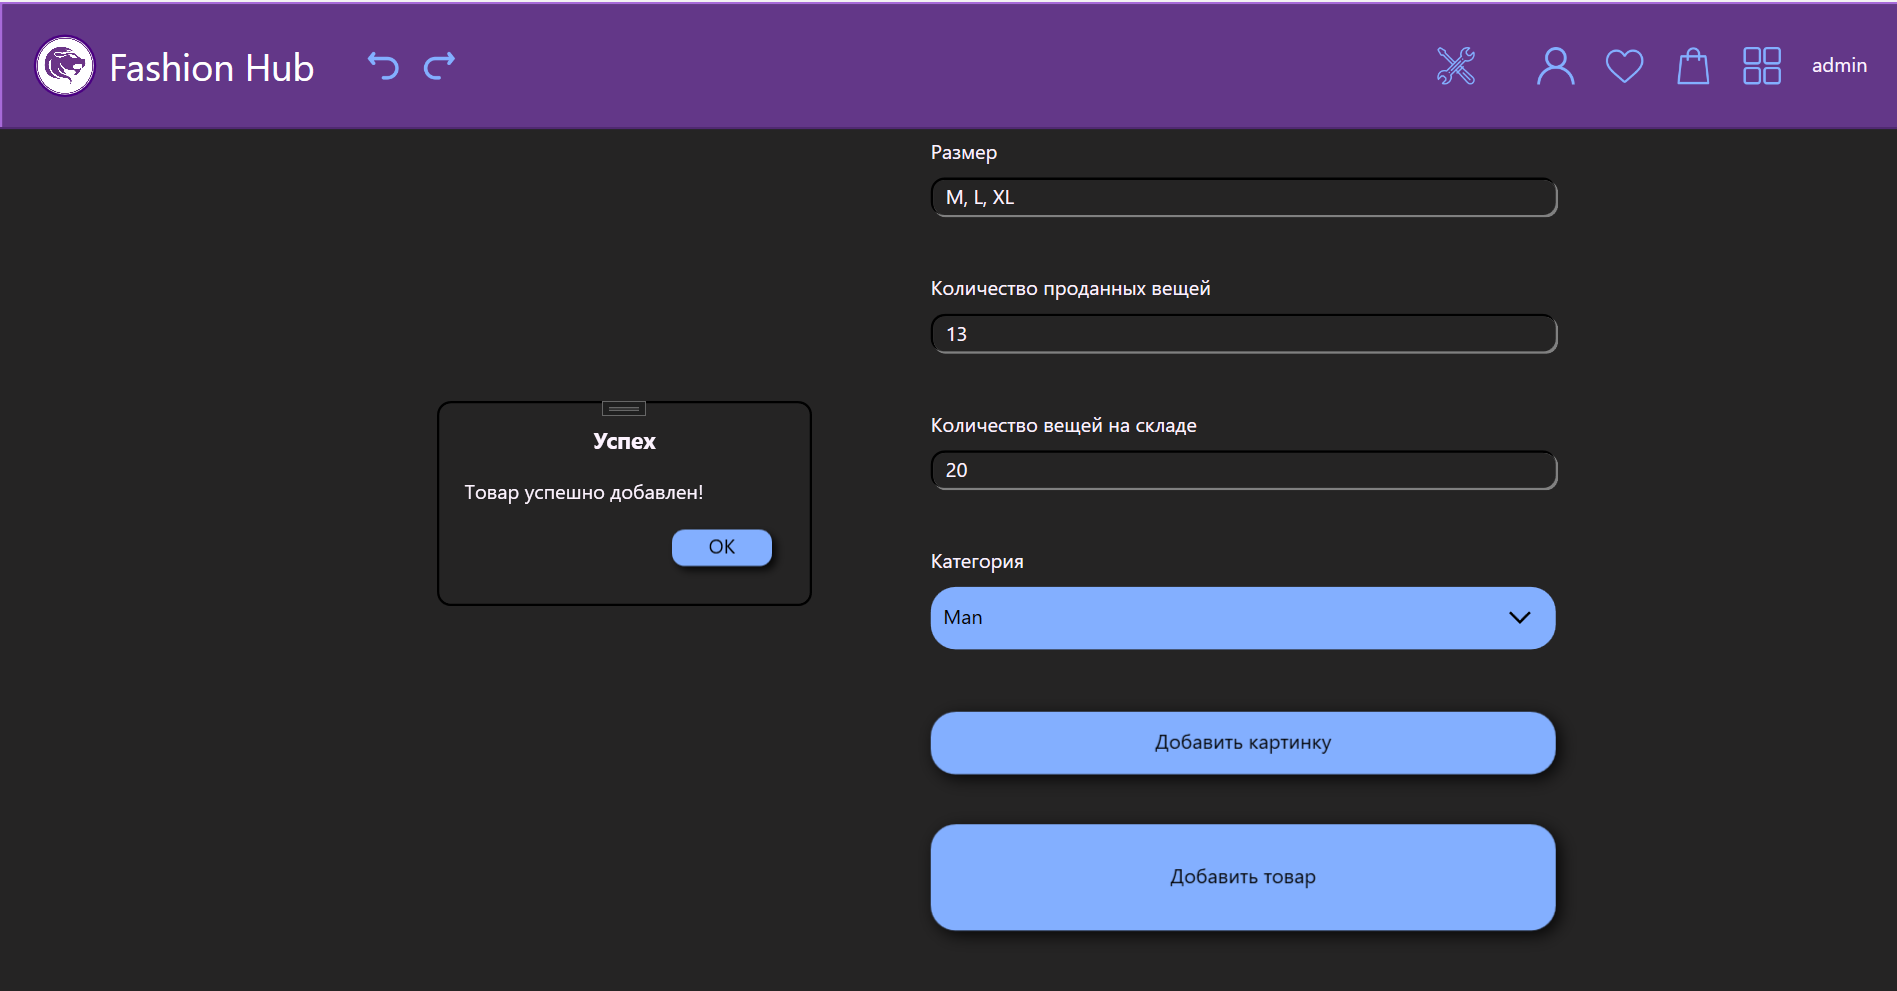 Fashion Hub
admin
Размер
M, L, XL
Количество проданных вещей
13
Количество вещей на складе
20
Успех
Товар успешно добавлен!
OK
Категория
Man
Добавить картинку
Добавить товар